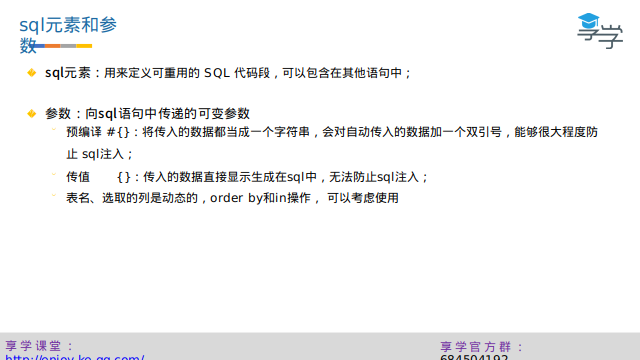 sql元素和参
数
sql元素：用来定义可重用的 SQL 代码段，可以包含在其他语句中；
参数：向sql语句中传递的可变参数
预编译 #{}：将传入的数据都当成一个字符串，会对自动传入的数据加一个双引号，能够很大程度防
止 sql注入；
传值 {}：传入的数据直接显示生成在sql中，无法防止sql注入；
表名、选取的列是动态的，order by和in操作， 可以考虑使用
享学
享学课堂：
http://enjoy.ke.qq.com/
享学官方群：
684504192